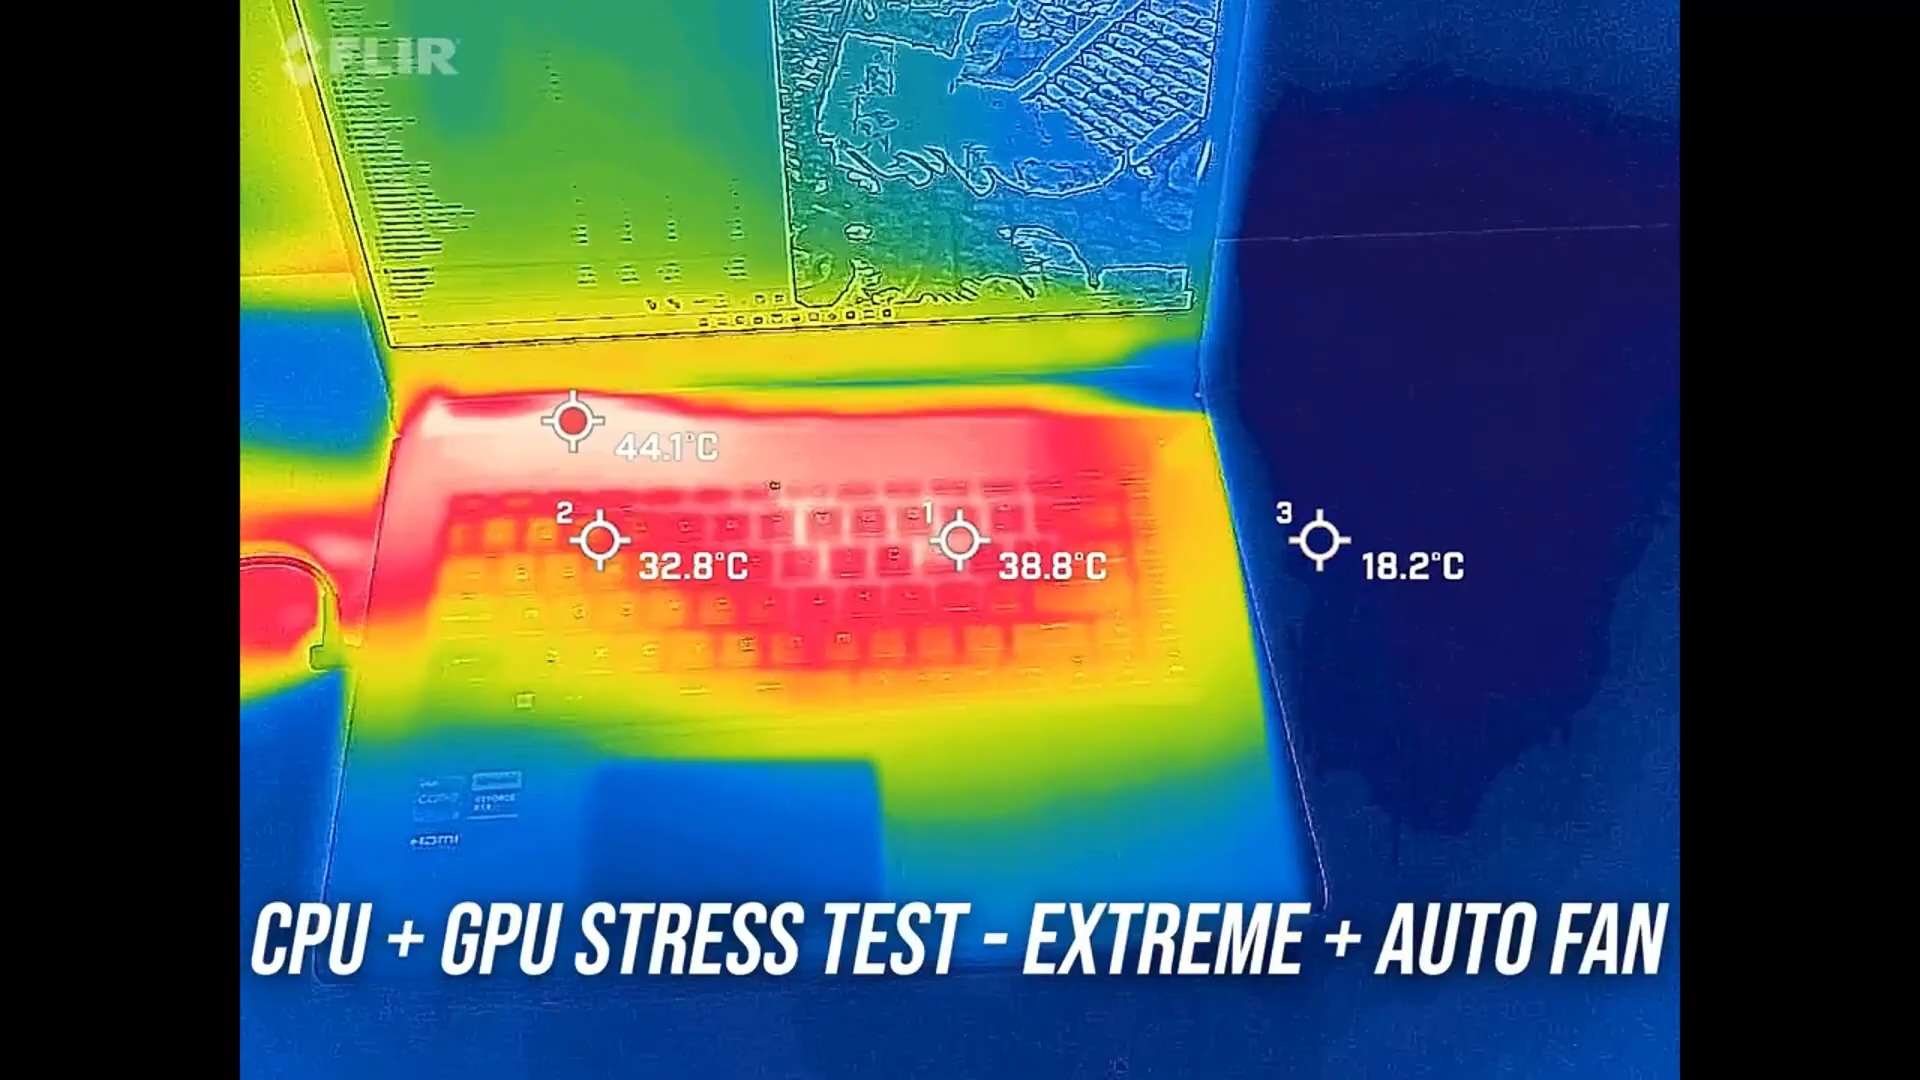 FLIR
44.1°C
2
32.8°C
1
38.8°C
3
18.2°C
HDMI
CPU + GPU STRESS TEST - EXTREME + AUTO FAN